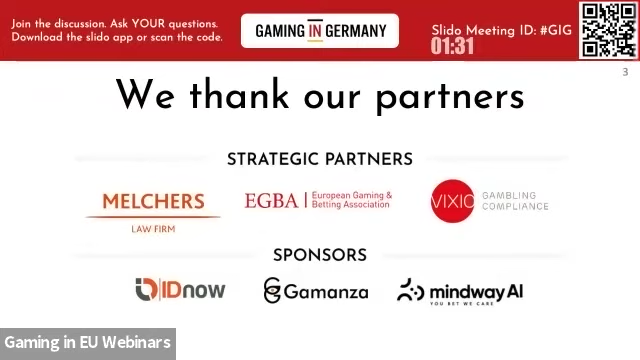 Join the discussion. Ask YOUR questions.
Download the slido app or scan the code.
GAMING IN GERMANY
Slido Meeting ID: #GIG
01:31
3
We thank our partners
STRATEGIC PARTNERS
MELCHERS
LAW FIRM
EGBA
European Gaming &
Betting Association
VIXIO
GAMBLING
COMPLIANCE
SPONSORS
IDnow
Gamanza
mindway AI
YOU BET WE CARE
Gaming in EU Webinars